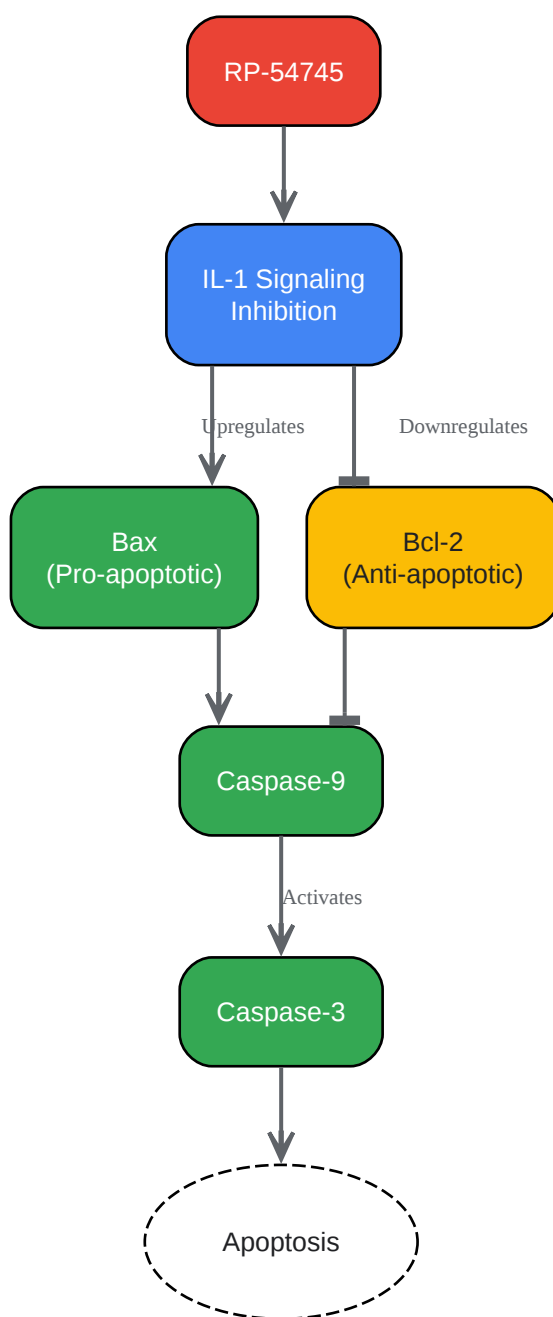 RP-54745
IL-1 Signaling
Inhibition
Upregulates
Downregulates
Bax
(Pro-apoptotic)
Bcl-2
(Anti-apoptotic)
Caspase-9
Activates
Caspase-3
Apoptosis